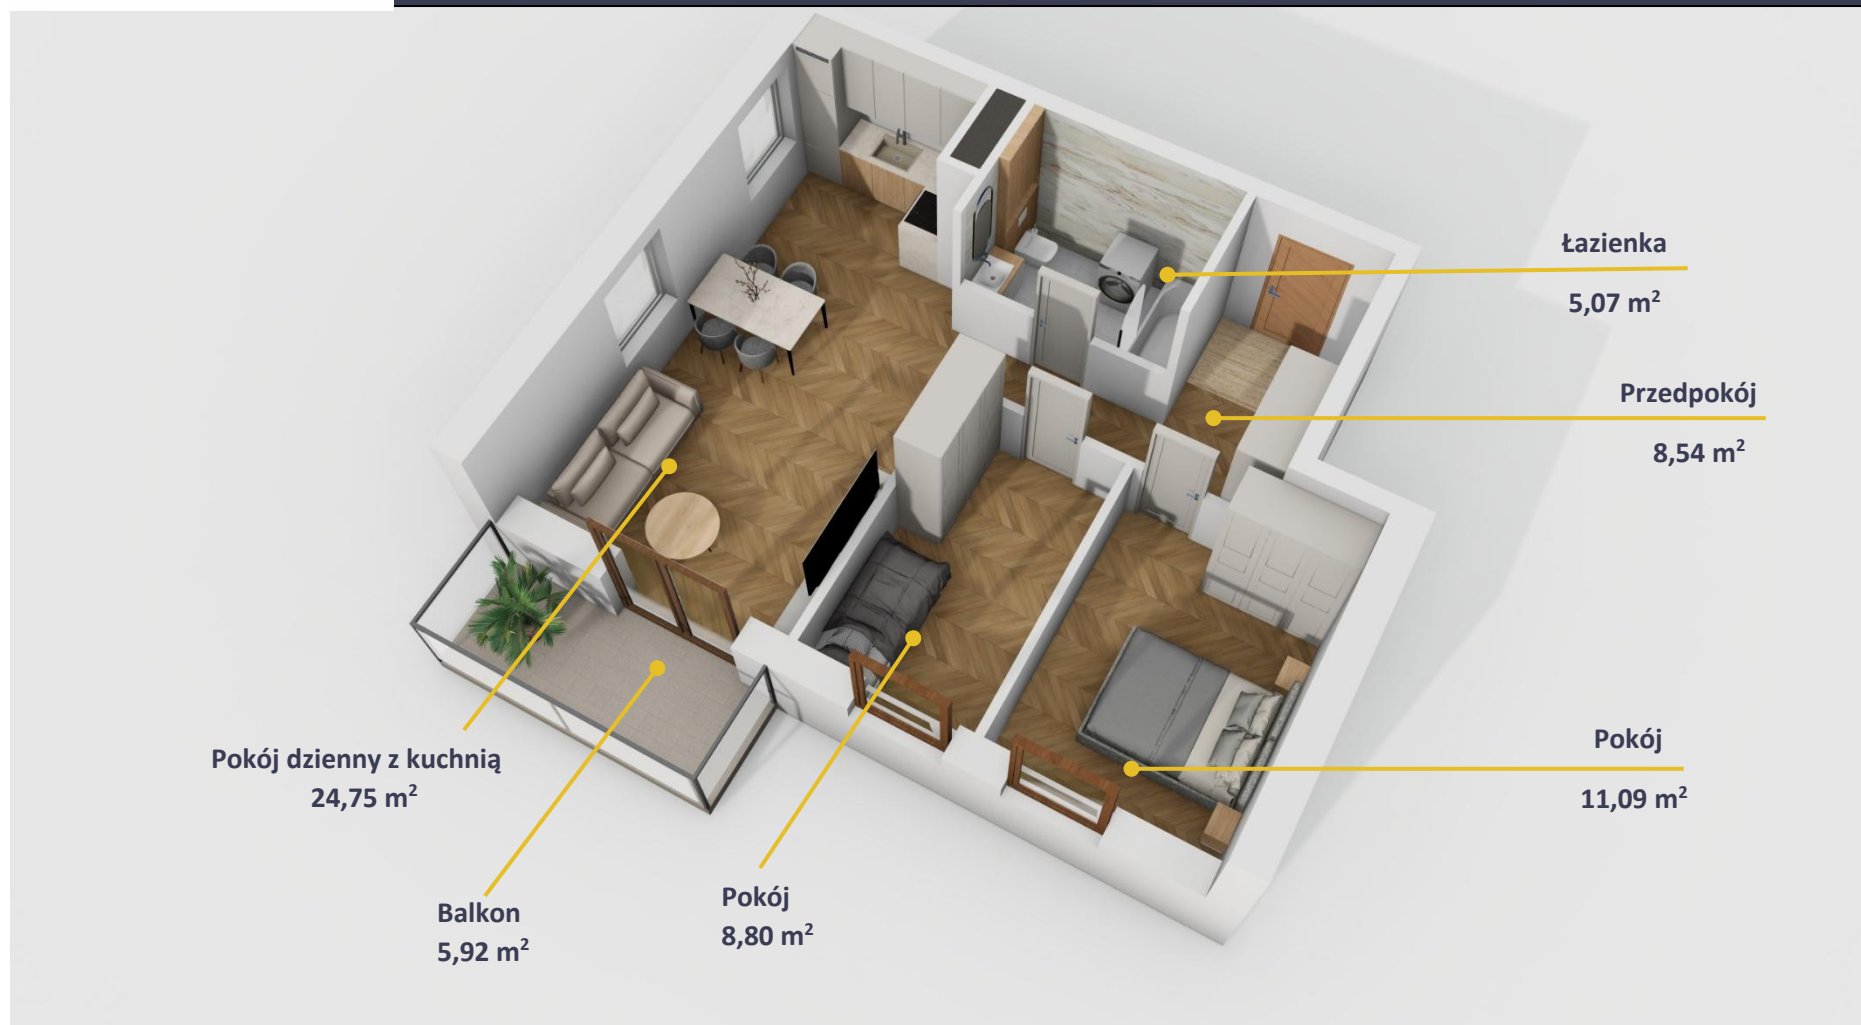 Łazienka
5,07 m²
Przedpokój
8,54 m²
Pokój
11,09 m²
Pokój dzienny z kuchnią
24,75 m²
Balkon
5,92 m²
Pokój
8,80 m²